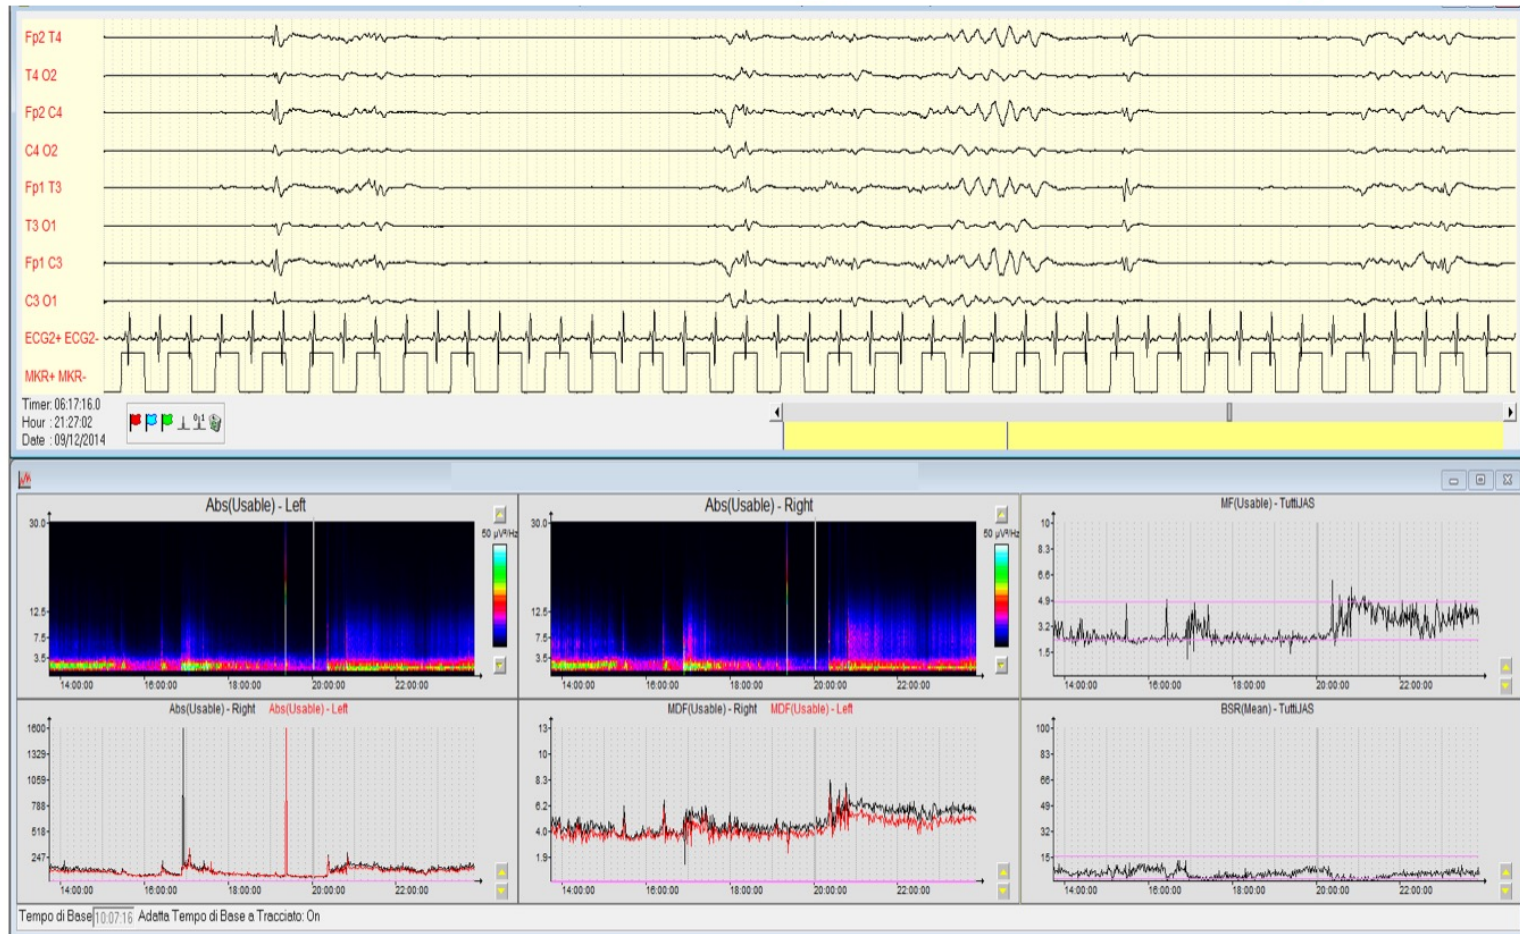 Fp2 T4
T4 O2
Fp2 C4
C4 O2
Fp1 T3
T3 O1
Fp1 C3
C3 O1
ECG2+ ECG2-
MKR+ MKR-
Timer: 06:17:16.0
Hour : 21:27:02
Date : 09/12/2014
Abs(Usable) - Left
30.0
12.5
7.5
3.5
50 µV²/Hz
14:00:00 16:00:00 18:00:00 20:00:00 22:00:00
Abs(Usable) - Right
30.0
12.5
7.5
3.5
50 µV²/Hz
14:00:00 16:00:00 18:00:00 20:00:00 22:00:00
MF(Usable) - TuttiJAS
10
8.3
6.6
4.9
3.2
1.5
14:00:00 16:00:00 18:00:00 20:00:00 22:00:00
Abs(Usable) - Right Abs(Usable) - Left
1600
1329
1059
788
518
247
14:00:00 16:00:00 18:00:00 20:00:00 22:00:00
MDF(Usable) - Right MDF(Usable) - Left
13
10
8.3
6.2
4.0
1.9
14:00:00 16:00:00 18:00:00 20:00:00 22:00:00
BSR(Mean) - TuttiJAS
100
83
66
49
32
15
14:00:00 16:00:00 18:00:00 20:00:00 22:00:00
Tempo di Base 10:07:16 Adatta Tempo di Base a Tracciato: On